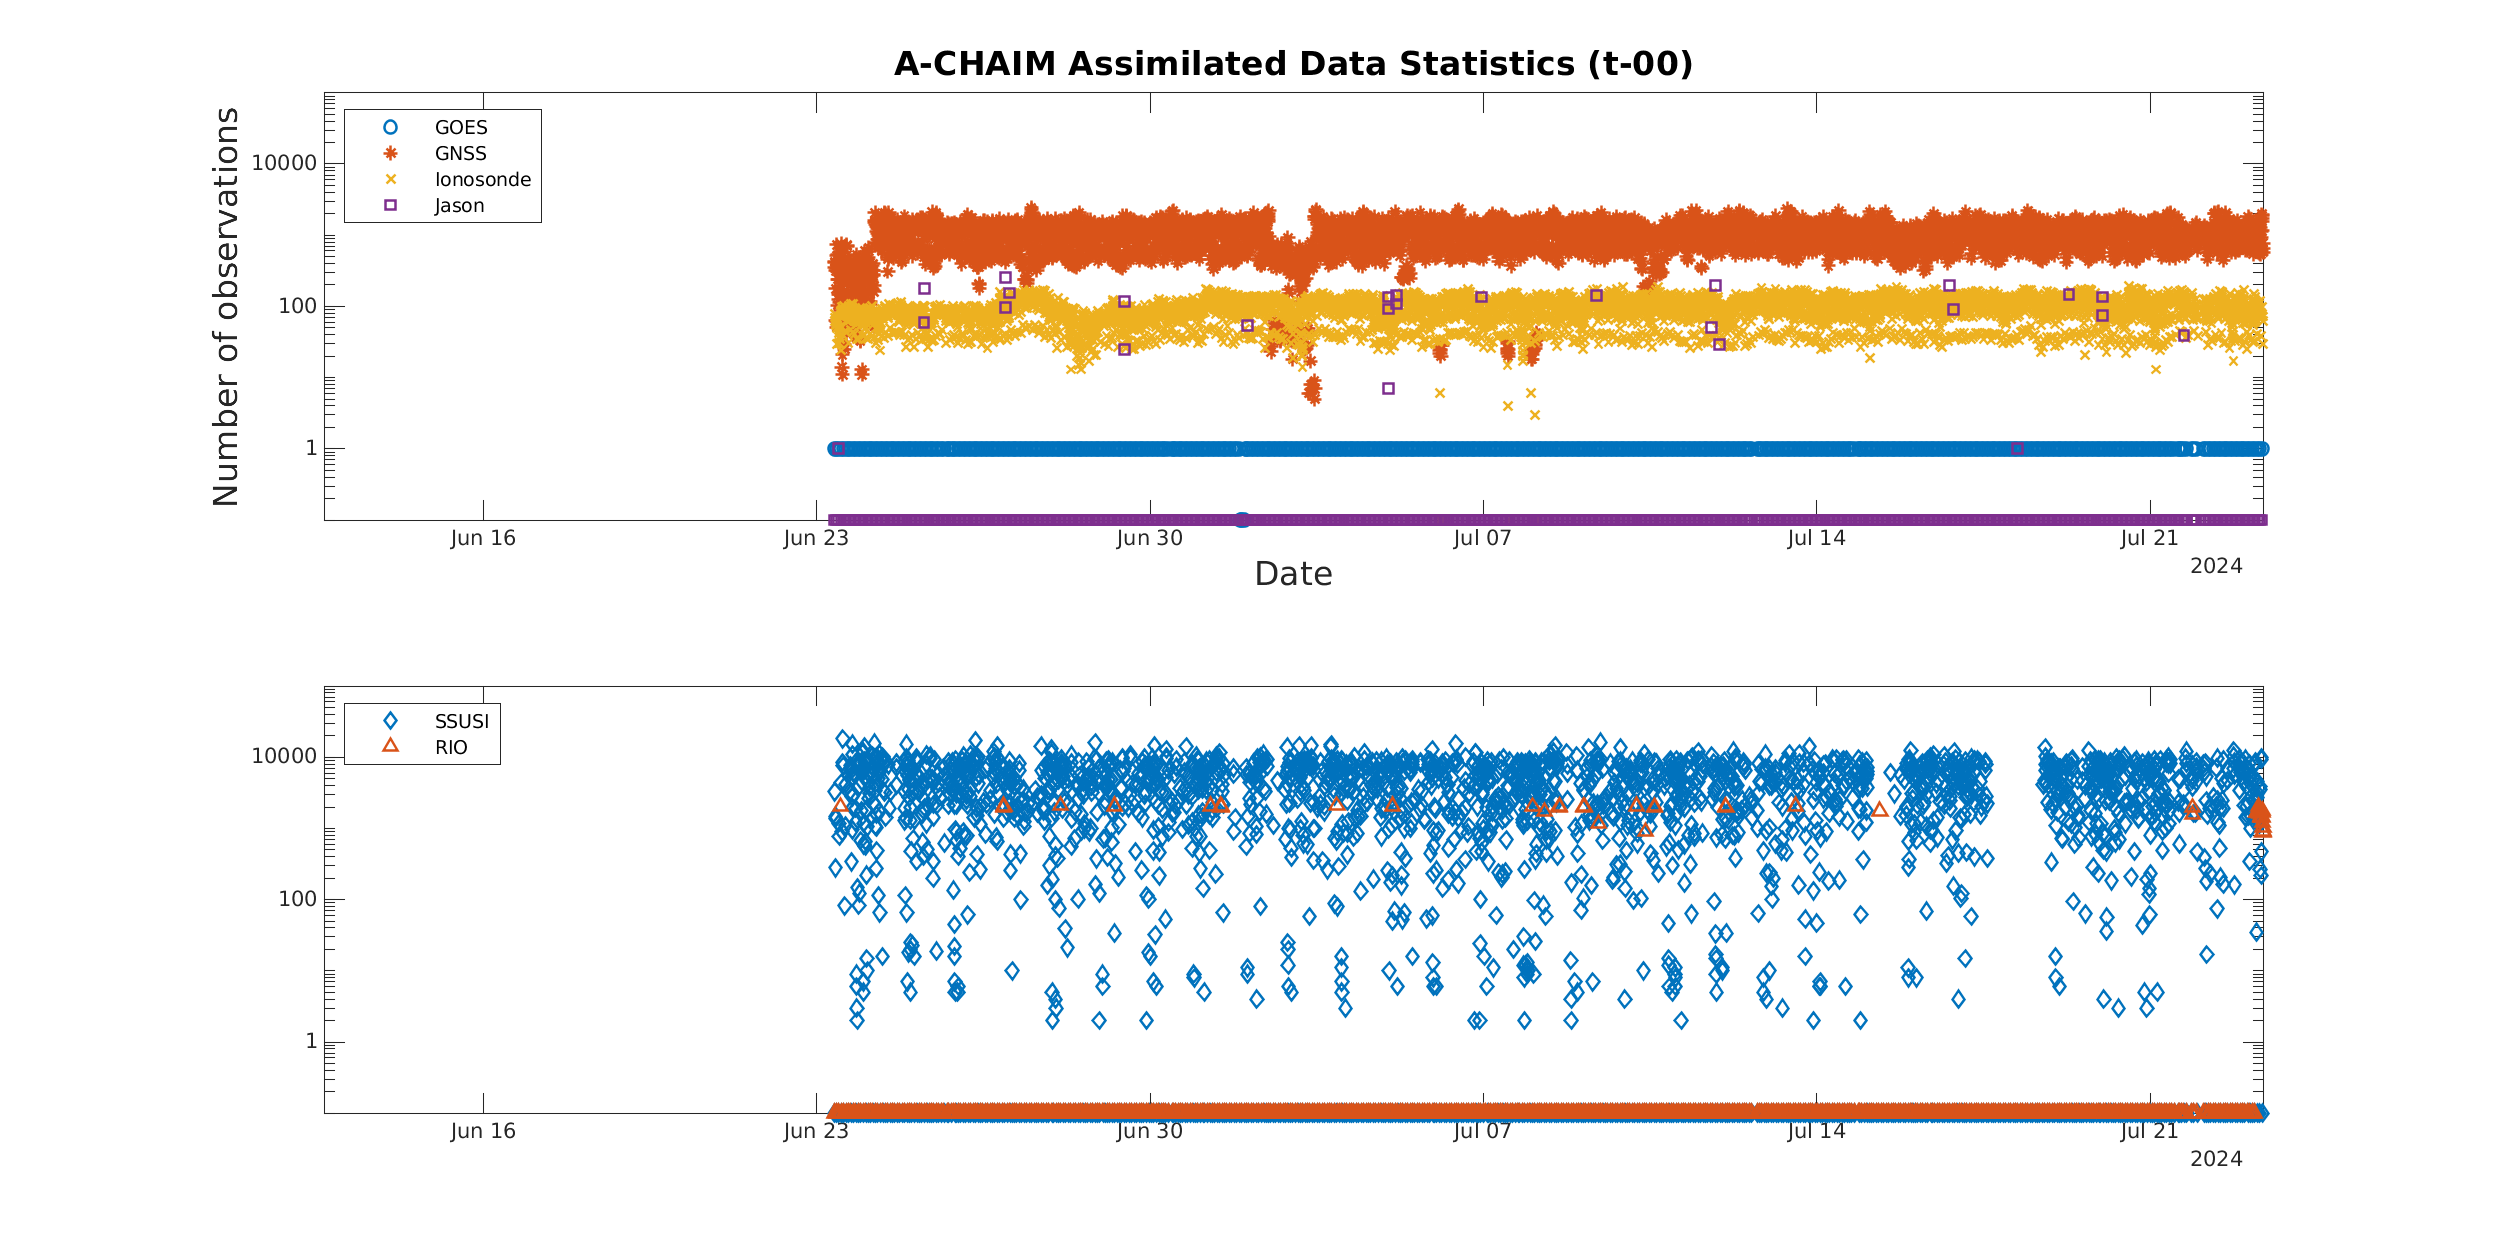 A-CHAIM Assimilated Data Statistics (t-00)
Number of observations
10000
100
1
GOES
GNSS
Ionosonde
Jason
Jun 16
Jun 23
Jun 30
Jul 07
Jul 14
Jul 21
2024
Date
10000
100
1
SSUSI
RIO
Jun 16
Jun 23
Jun 30
Jul 07
Jul 14
Jul 21
2024